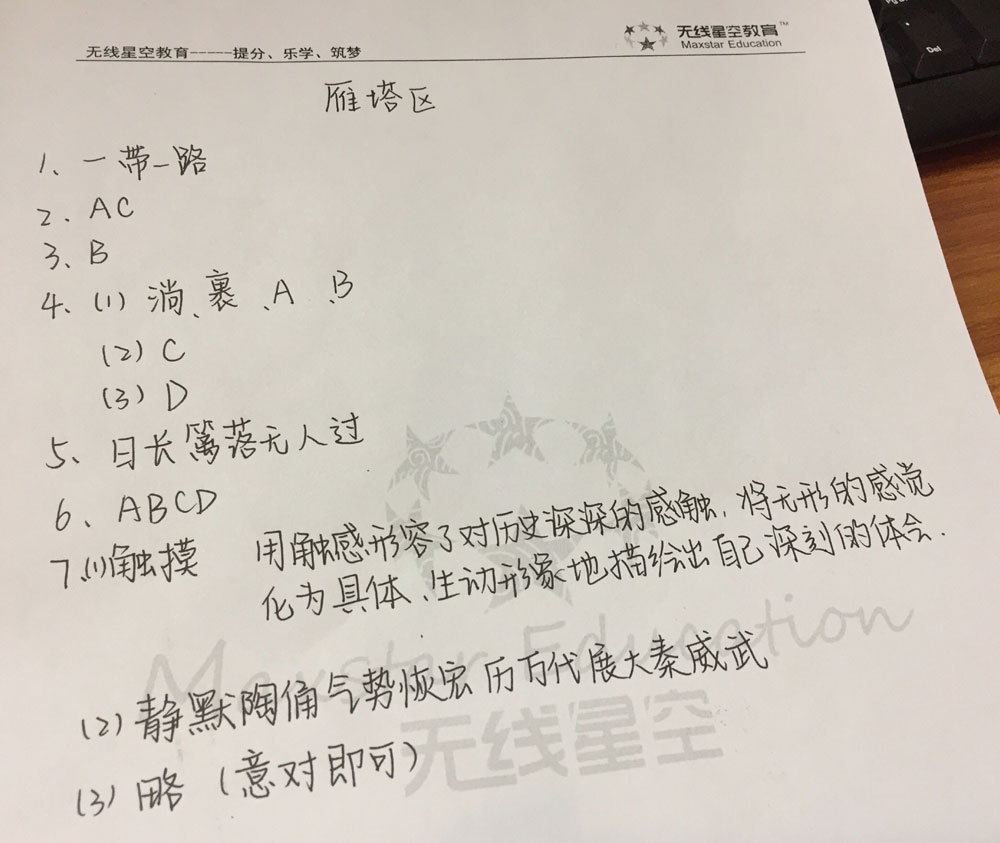 无线星空教育-----提分、乐学、筑梦
无线星空教育™
Maxstar Education
Del
雁塔区
1、一带一路
2. AC
3、B
4、(1) 淌、裹、A、B
(2) C
(3) D
5、日长篱落无人过
6、ABCD
7、(1)触摸 用触感形容了对历史深深的感触，将无形的感觉
化为具体、生动形象地描绘出自己深刻的体会.
(2) 静默陶俑气势恢宏 历万代展大秦威武
(3) 略（意对即可）
Maxstar Education
无线星空